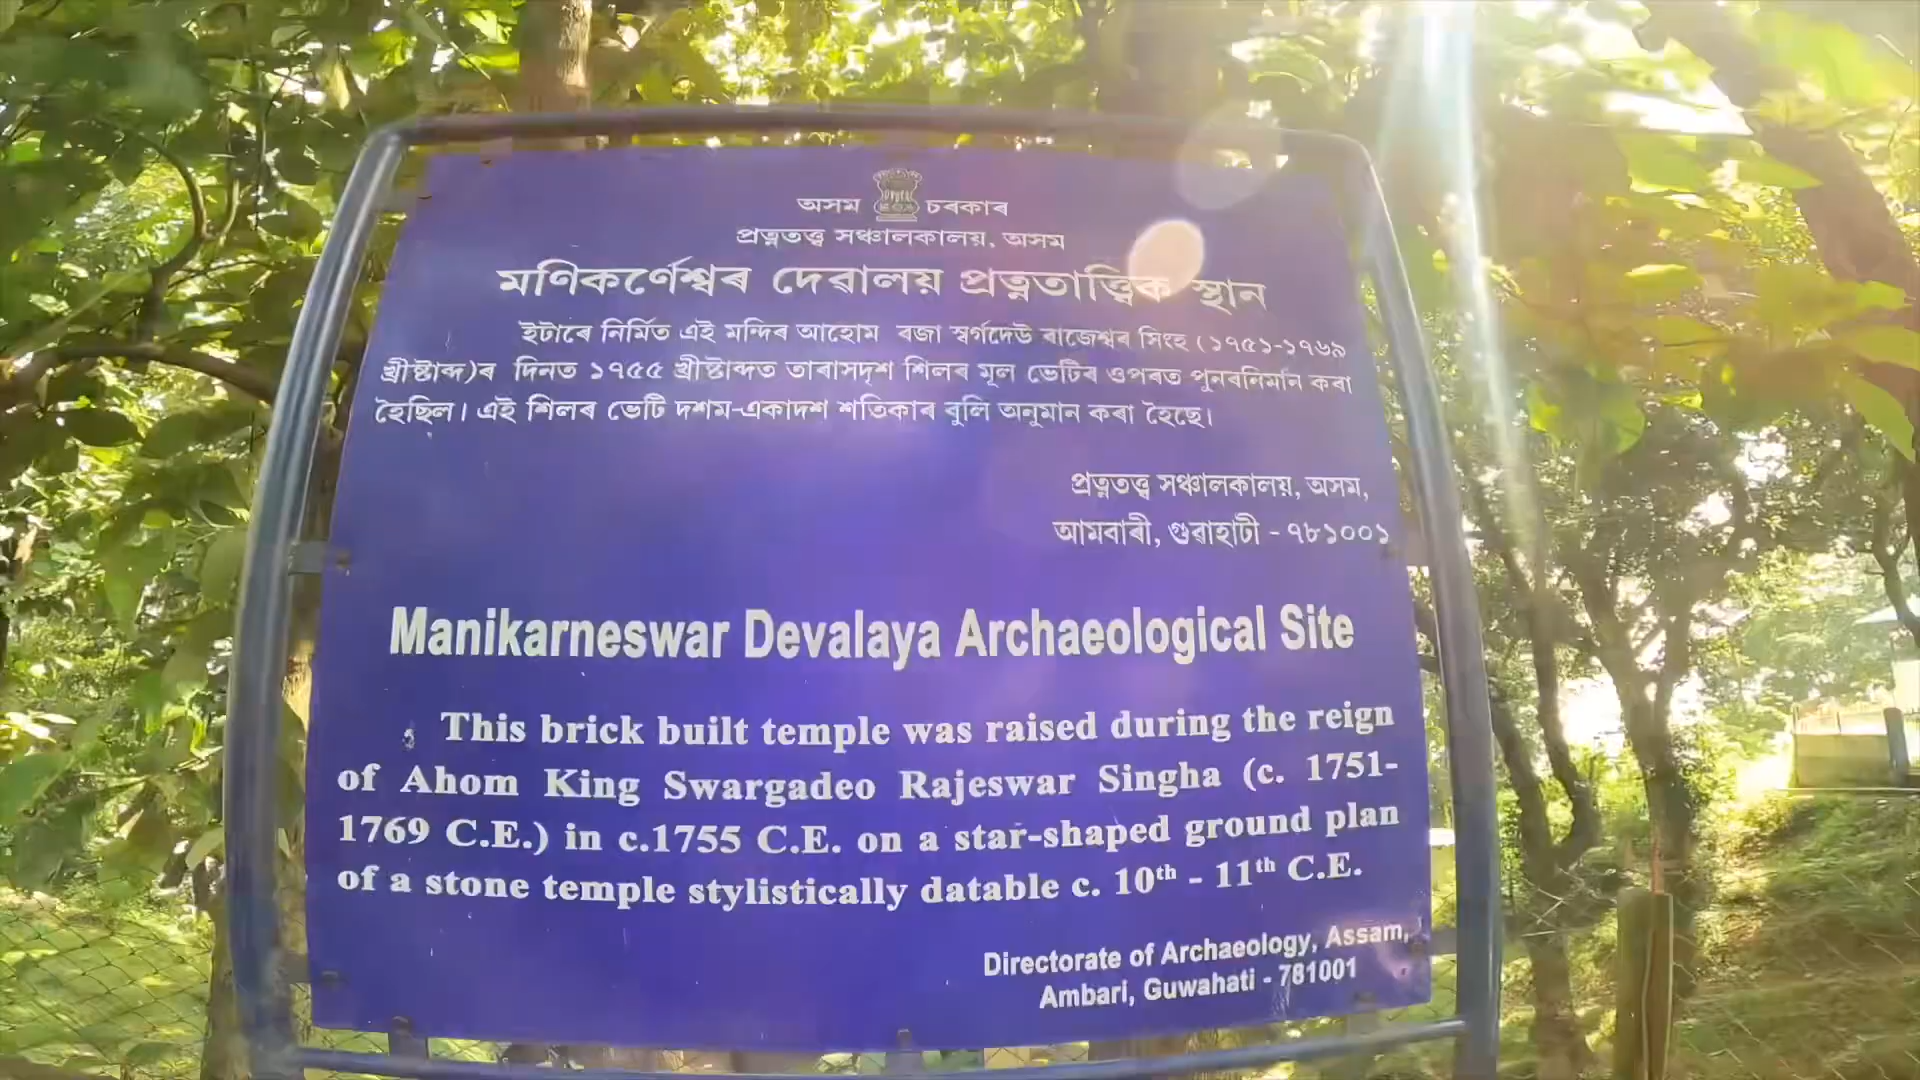 অসম চৰকাৰ
প্ৰত্নতত্ত্ব সঞ্চালকালয়, অসম
মণিকৰ্ণেশ্বৰ দেৱালয় প্ৰত্নতাত্ত্বিক স্থান
ইটাৰে নিৰ্মিত এই মন্দিৰ আহোম ৰজা স্বৰ্গদেউ ৰাজেশ্বৰ সিংহ (১৭৫১-১৭৬৯
খ্ৰীষ্টাব্দ)ৰ দিনত ১৭৫৫ খ্ৰীষ্টাব্দত তাৰাসদৃশ শিলৰ মূল ভেটিৰ ওপৰত পুনৰনিৰ্মান কৰা
হৈছিল। এই শিলৰ ভেটি দশম-একাদশ শতিকাৰ বুলি অনুমান কৰা হৈছে।
প্ৰত্নতত্ত্ব সঞ্চালকালয়, অসম,
আমবাৰী, গুৱাহাটী - ৭৮১০০১
Manikarneswar Devalaya Archaeological Site
This brick built temple was raised during the reign
of Ahom King Swargadeo Rajeswar Singha (c. 1751-
1769 C.E.) in c.1755 C.E. on a star-shaped ground plan
of a stone temple stylistically datable c. 10th - 11th C.E.
Directorate of Archaeology, Assam,
Ambari, Guwahati - 781001